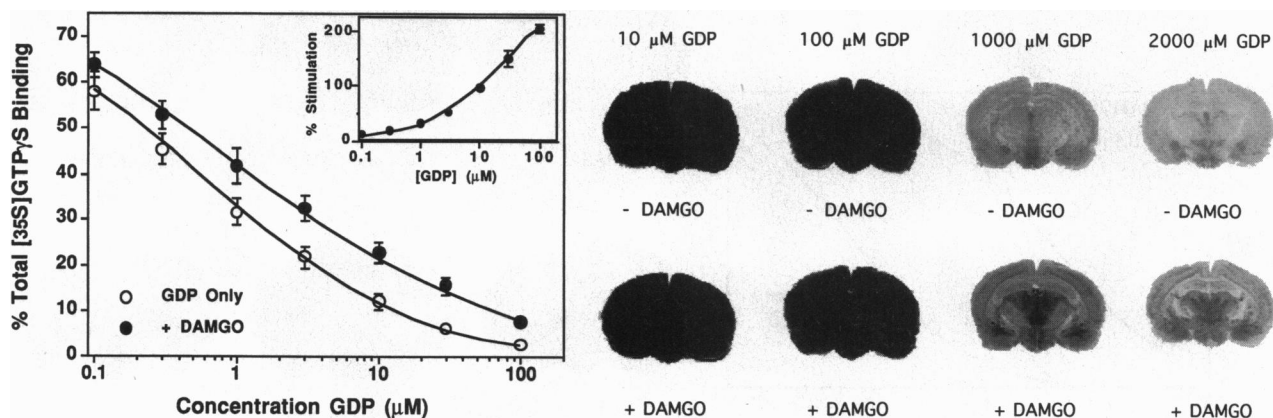 % Total [35S]GTPγS Binding
70
60
50
40
30
20
10
0
0.1 1 10 100
Concentration GDP (μM)
GDP Only
+ DAMGO
% Stimulation
200
100
0
0.1 1 10 100
[GDP] (μM)
10 μM GDP 100 μM GDP 1000 μM GDP 2000 μM GDP
- DAMGO - DAMGO - DAMGO - DAMGO
+ DAMGO + DAMGO + DAMGO + DAMGO